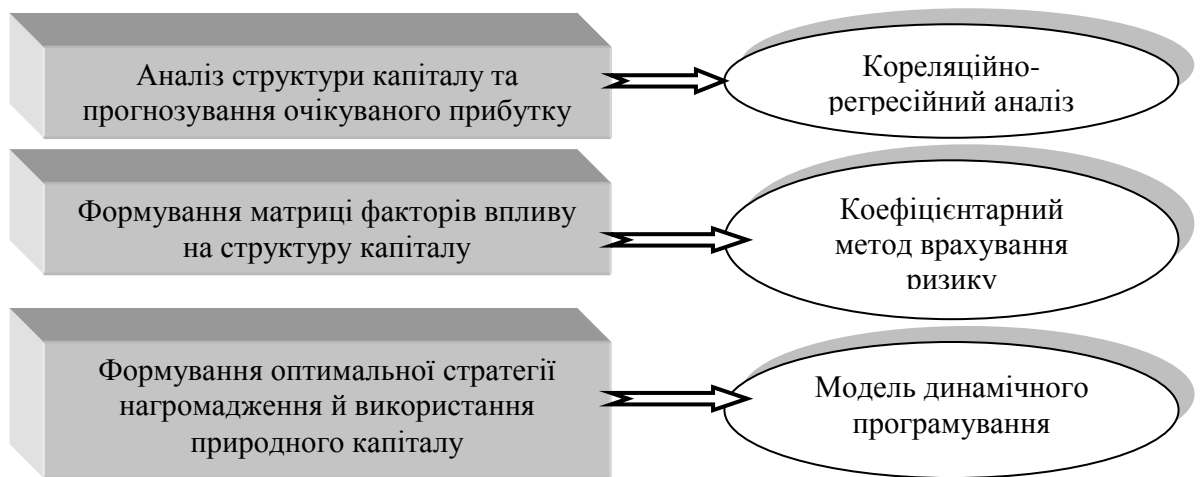 Аналіз структури капіталу та
прогнозування очікуваного прибутку
Кореляційно-
регресійний аналіз
Формування матриці факторів впливу
на структуру капіталу
Коефіцієнтарний
метод врахування
ризику
Формування оптимальної стратегії
нагромадження й використання
природного капіталу
Модель динамічного
програмування